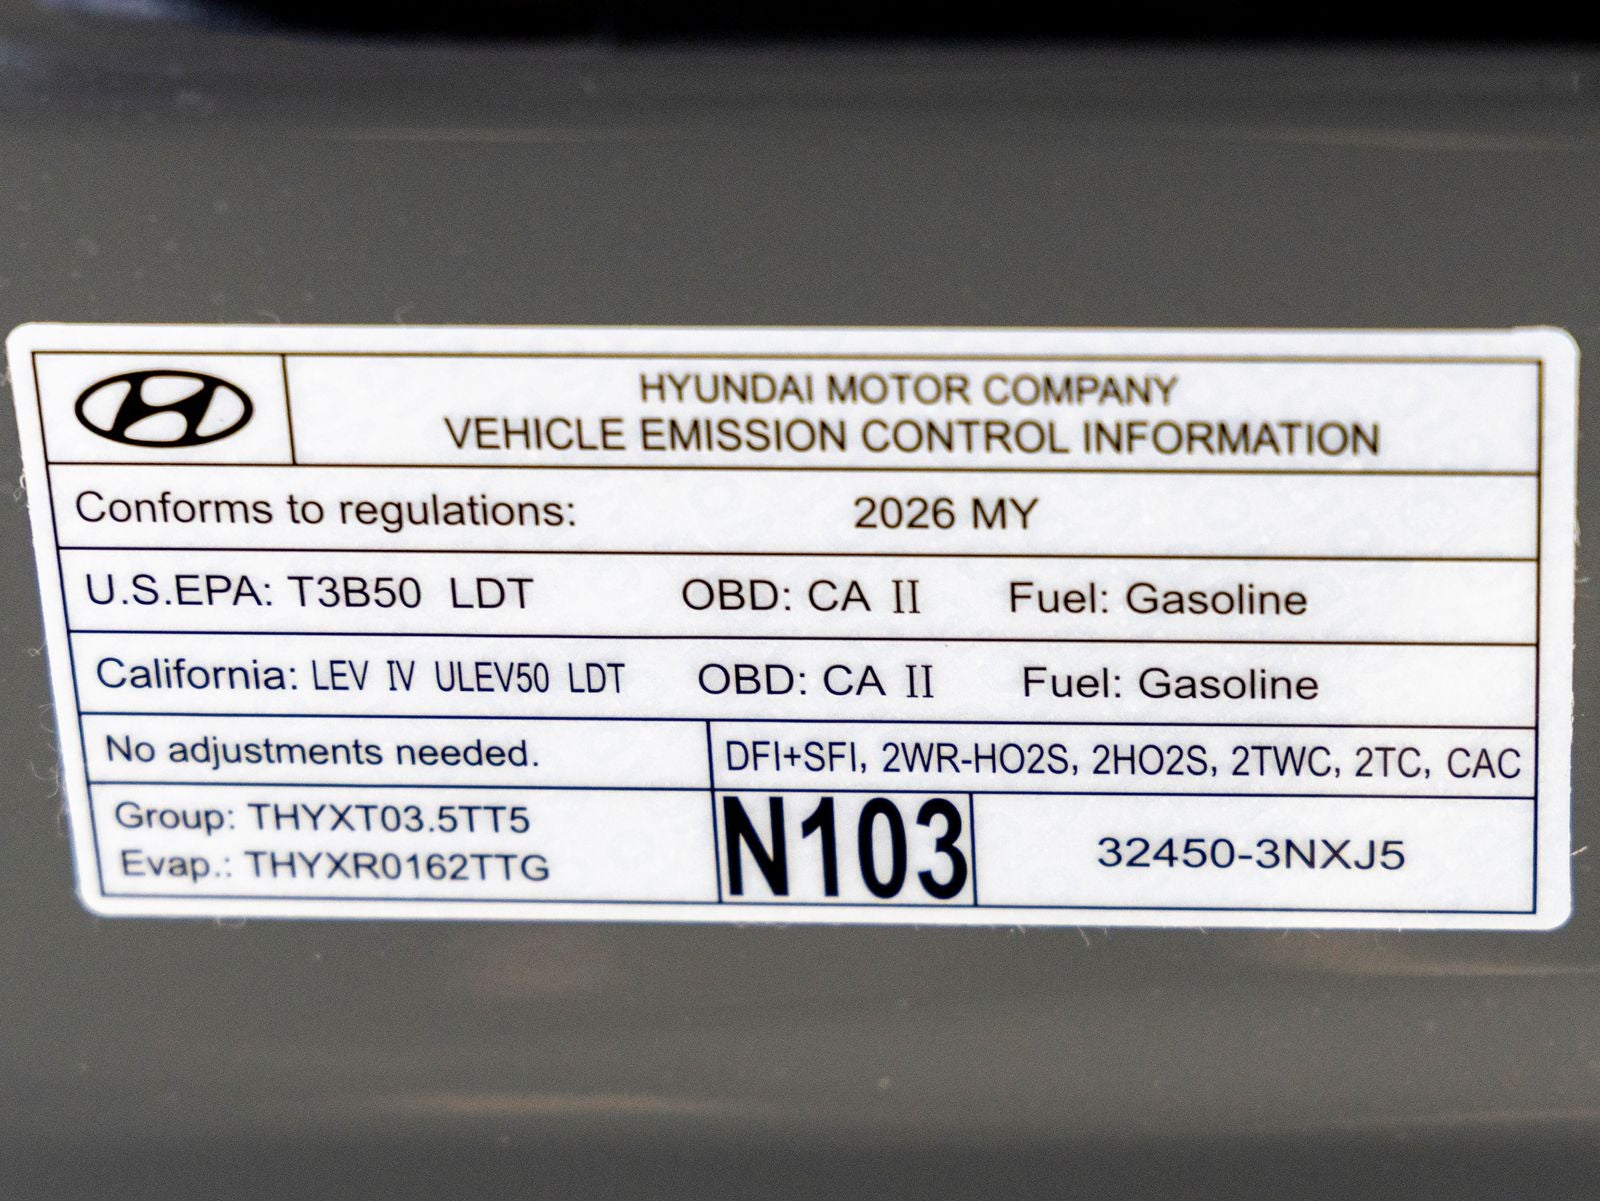 HYUNDAI MOTOR COMPANY
VEHICLE EMISSION CONTROL INFORMATION
Conforms to regulations: 2026 MY
U.S.EPA: T3B50 LDT OBD: CA II Fuel: Gasoline
California: LEV IV ULEV50 LDT OBD: CA II Fuel: Gasoline
No adjustments needed. DFI+SFI, 2WR-HO2S, 2HO2S, 2TWC, 2TC, CAC
Group: THYXT03.5TT5
Evap.: THYXR0162TTG
N103
32450-3NXJ5